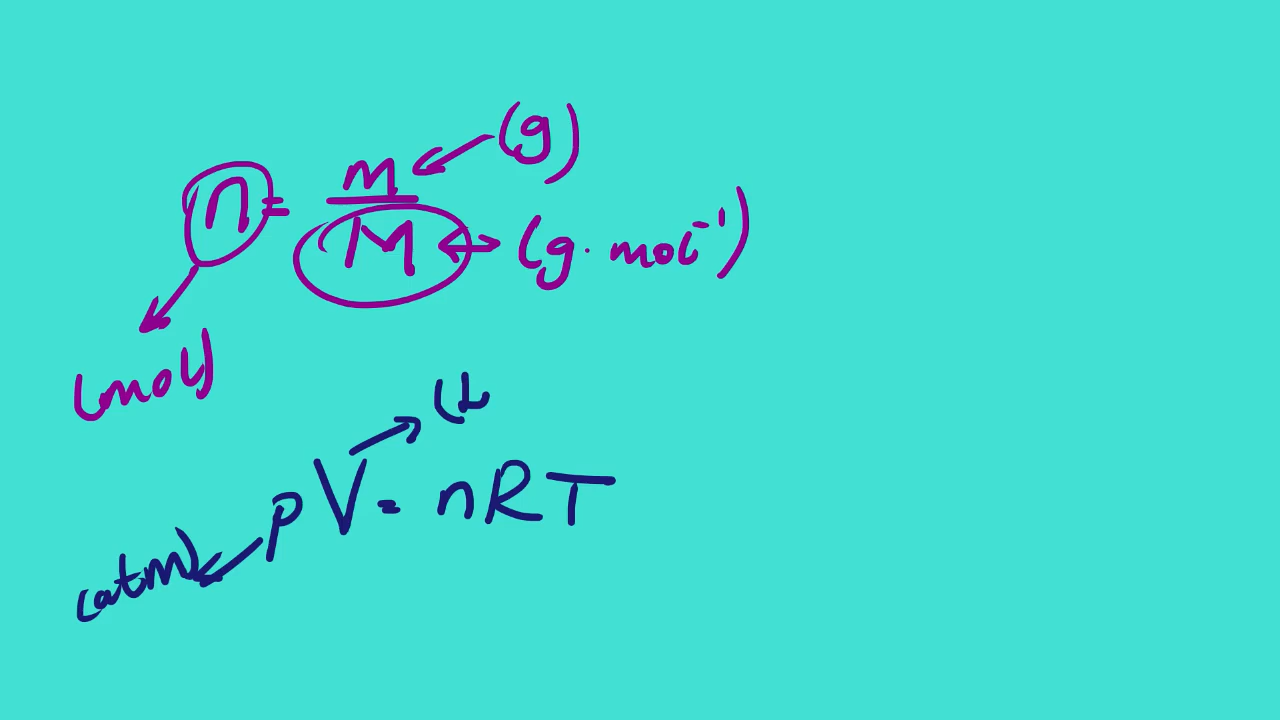 n = m/M
(g)
(g · mol⁻¹)
(mol)
(L
pV = nRT
(atm)